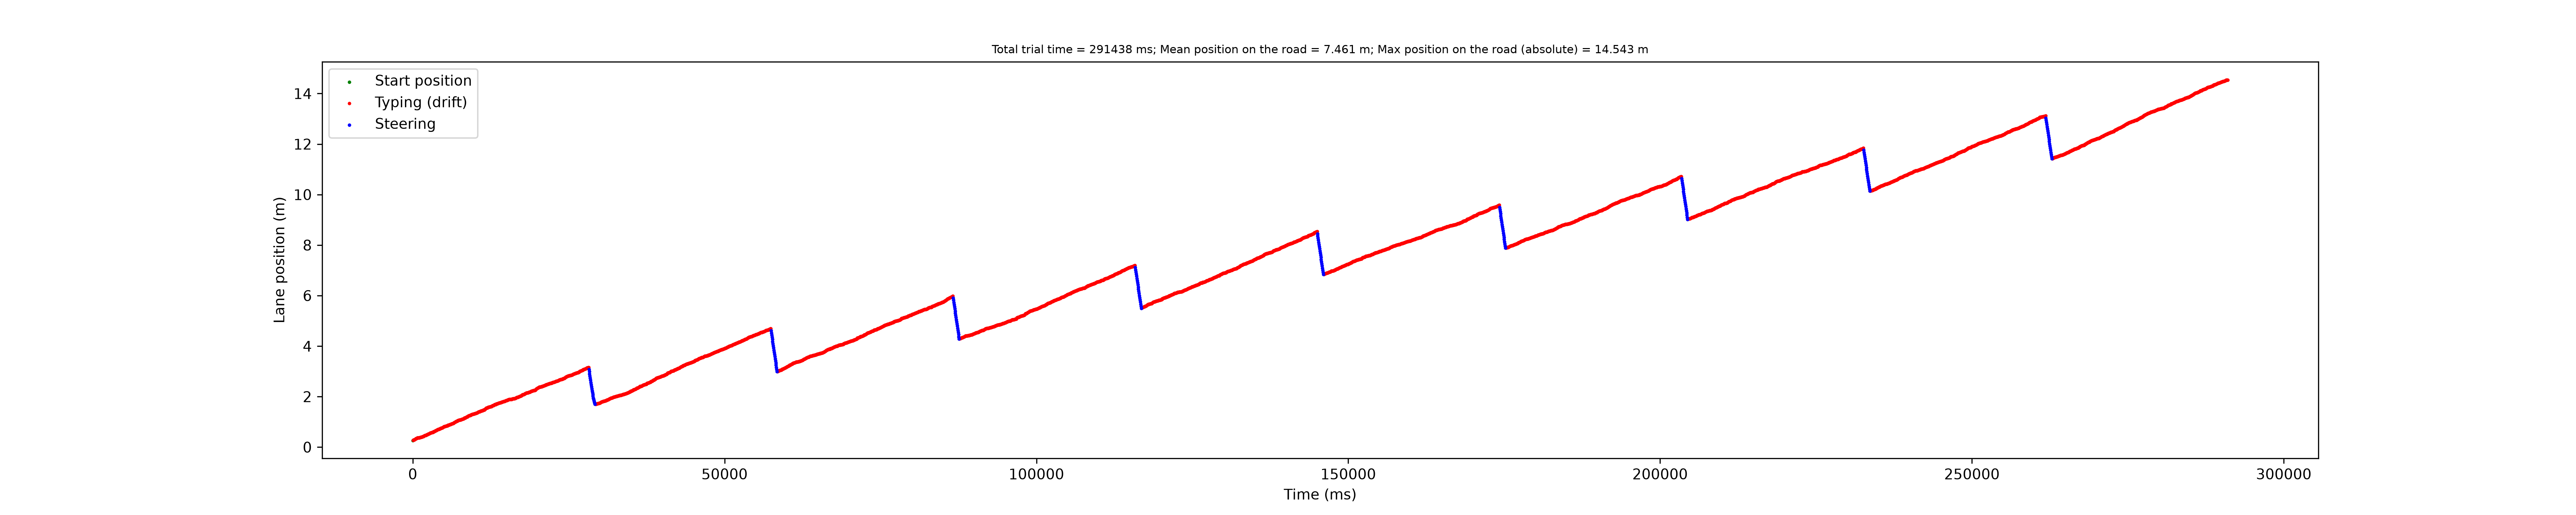 Total trial time = 291438 ms; Mean position on the road = 7.461 m; Max position on the road (absolute) = 14.543 m
Start position
Typing (drift)
Steering
Lane position (m)
14
12
10
8
6
4
2
0
0 50000 100000 150000 200000 250000 300000
Time (ms)